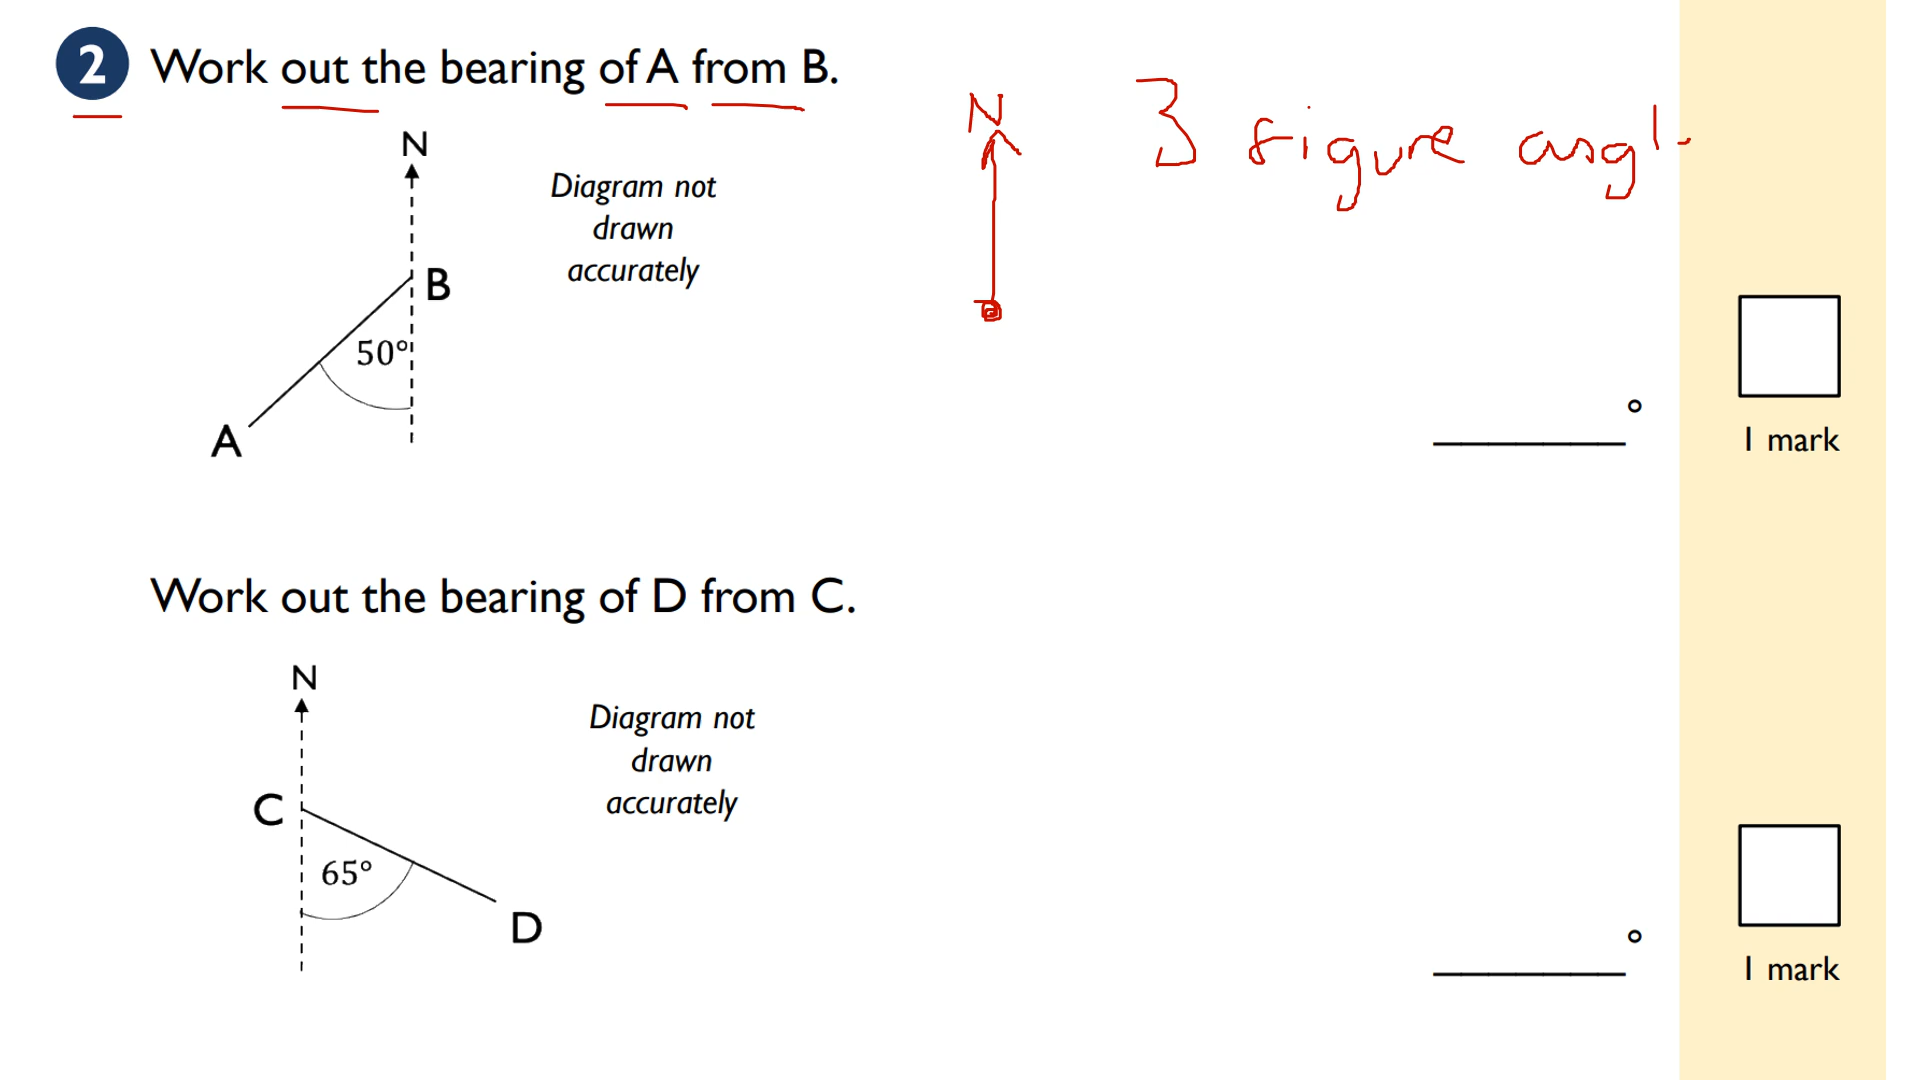 2 Work out the bearing of A from B.
N
3 figure angl
N
Diagram not
drawn
accurately
B
50°
A
°
1 mark
Work out the bearing of D from C.
N
Diagram not
drawn
accurately
C
65°
D
°
1 mark